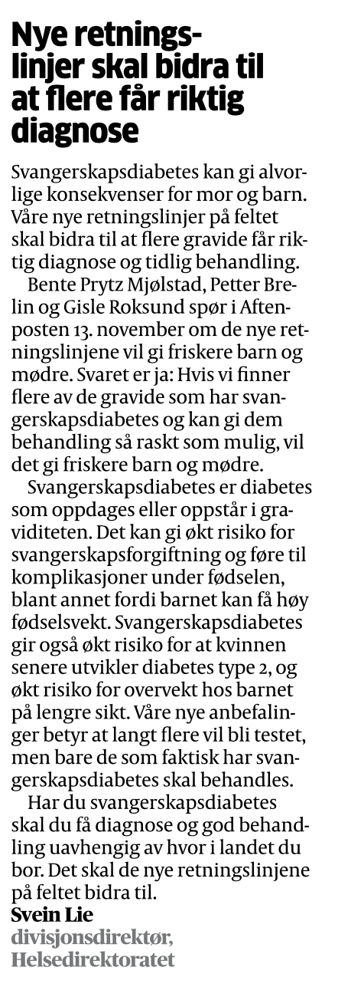 Nye retnings-
linjer skal bidra til
at flere får riktig
diagnose
Svangerskapsdiabetes kan gi alvor-
lige konsekvenser for mor og barn.
Våre nye retningslinjer på feltet
skal bidra til at flere gravide får rik-
tig diagnose og tidlig behandling.
Bente Prytz Mjølstad, Petter Bre-
lin og Gisle Roksund spør i Aften-
posten 13. november om de nye ret-
ningslinjene vil gi friskere barn og
mødre. Svaret er ja: Hvis vi finner
flere av de gravide som har svan-
gerskapsdiabetes og kan gi dem
behandling så raskt som mulig, vil
det gi friskere barn og mødre.
Svangerskapsdiabetes er diabetes
som oppdages eller oppstår i gra-
viditeten. Det kan gi økt risiko for
svangerskapsforgiftning og føre til
komplikasjoner under fødselen,
blant annet fordi barnet kan få høy
fødselsvekt. Svangerskapsdiabetes
gir også økt risiko for at kvinnen
senere utvikler diabetes type 2, og
økt risiko for overvekt hos barnet
på lengre sikt. Våre nye anbefalin-
ger betyr at langt flere vil bli testet,
men bare de som faktisk har svan-
gerskapsdiabetes skal behandles.
Har du svangerskapsdiabetes
skal du få diagnose og god behand-
ling uavhengig av hvor i landet du
bor. Det skal de nye retningslinjene
på feltet bidra til.
Svein Lie
divisjonsdirektør,
Helsedirektoratet